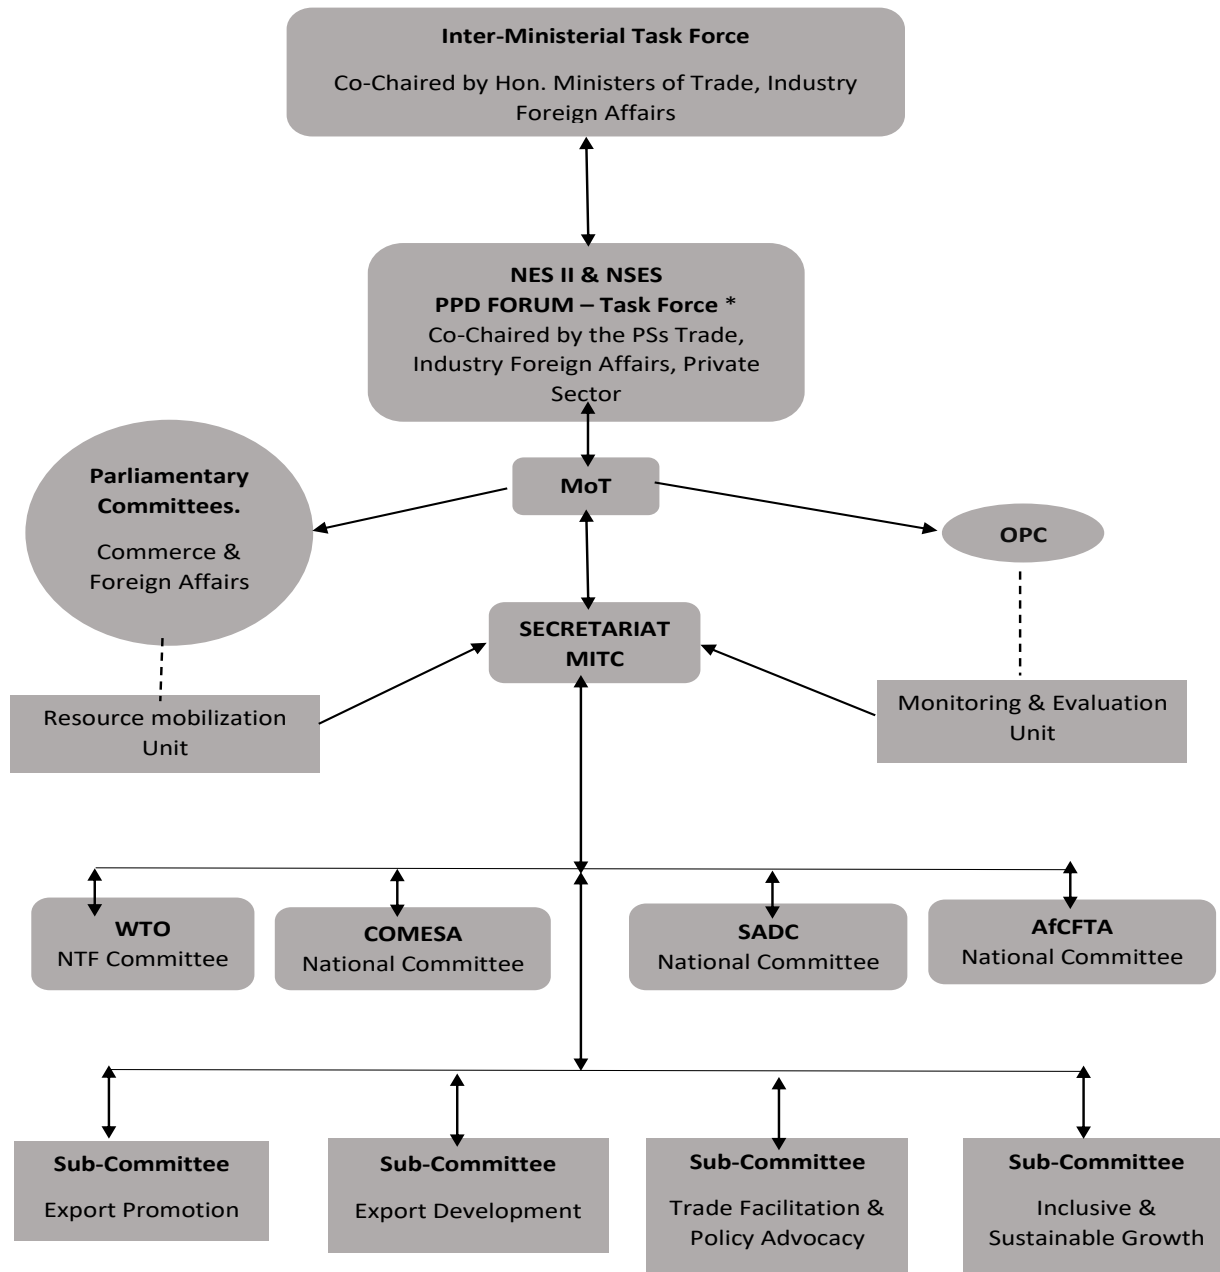 Inter-Ministerial Task Force
Co-Chaired by Hon. Ministers of Trade, Industry
Foreign Affairs
NES II & NSES
PPD FORUM – Task Force *
Co-Chaired by the PSs Trade,
Industry Foreign Affairs, Private
Sector
Parliamentary
Committees.
Commerce &
Foreign Affairs
MoT
OPC
SECRETARIAT
MITC
Resource mobilization
Unit
Monitoring & Evaluation
Unit
WTO
NTF Committee
COMESA
National Committee
SADC
National Committee
AfCFTA
National Committee
Sub-Committee
Export Promotion
Sub-Committee
Export Development
Sub-Committee
Trade Facilitation &
Policy Advocacy
Sub-Committee
Inclusive &
Sustainable Growth